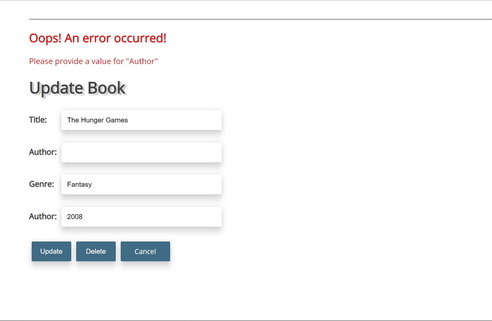 Oops! An error occurred!
Please provide a value for "Author"
Update Book
Title: The Hunger Games
Author:
Genre: Fantasy
Author: 2008
Update Delete Cancel